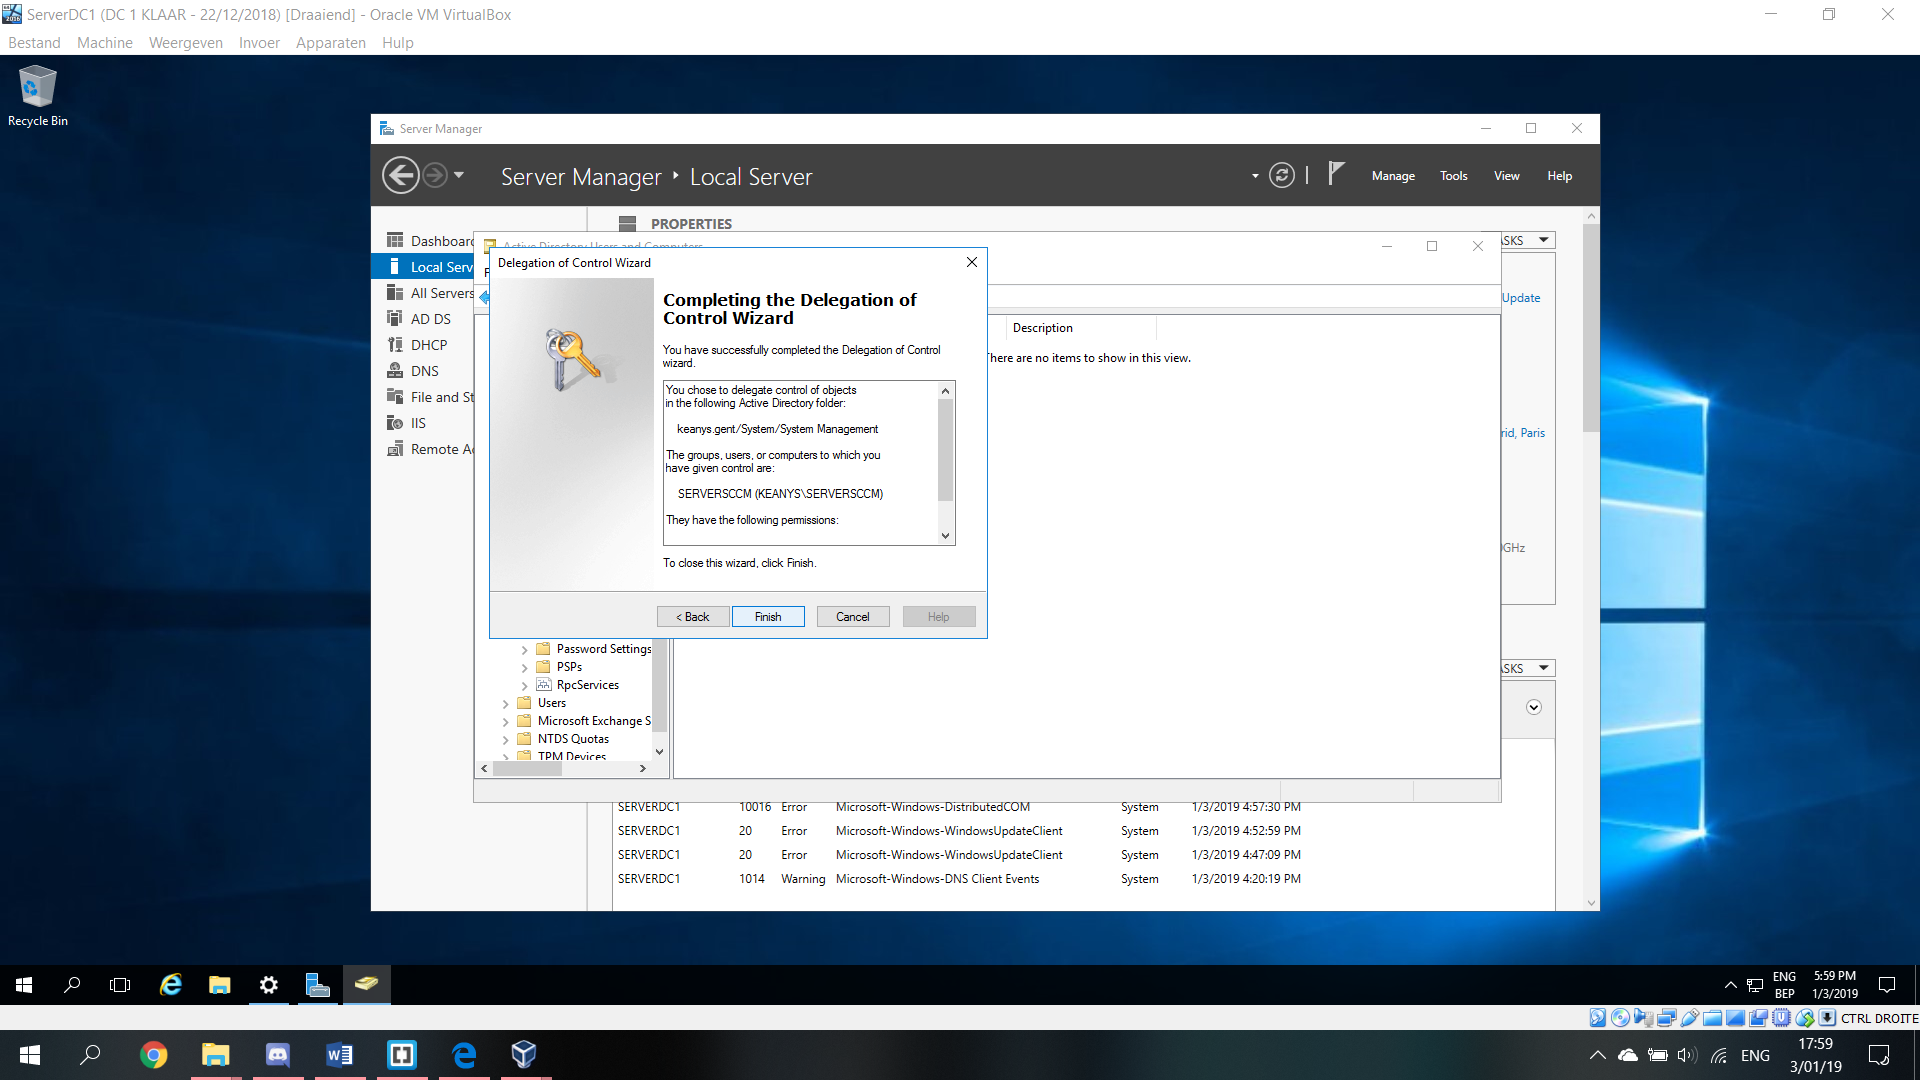 ServerDC1 (DC 1 KLAAR - 22/12/2018) [Draaiend] - Oracle VM VirtualBox
Bestand Machine Weergeven Invoer Apparaten Hulp
Recycle Bin
Server Manager
Server Manager ‣ Local Server
Manage Tools View Help
PROPERTIES
Dashboard
Local Serv
All Servers
AD DS
DHCP
DNS
File and St
IIS
Remote Ac
Active Directory Users and Computers
ASKS
Update
rid, Paris
GHz
ASKS
Description
There are no items to show in this view.
Delegation of Control Wizard
Completing the Delegation of
Control Wizard
You have successfully completed the Delegation of Control
wizard.
You chose to delegate control of objects
in the following Active Directory folder:
keanys.gent/System/System Management
The groups, users, or computers to which you
have given control are:
SERVERSCCM (KEANYS\SERVERSCCM)
They have the following permissions:
To close this wizard, click Finish.
< Back Finish Cancel Help
Password Settings
PSPs
RpcServices
Users
Microsoft Exchange S
NTDS Quotas
TPM Devices
SERVERDC1 10016 Error Microsoft-Windows-DistributedCOM System 1/3/2019 4:57:30 PM
SERVERDC1 20 Error Microsoft-Windows-WindowsUpdateClient System 1/3/2019 4:52:59 PM
SERVERDC1 20 Error Microsoft-Windows-WindowsUpdateClient System 1/3/2019 4:47:09 PM
SERVERDC1 1014 Warning Microsoft-Windows-DNS Client Events System 1/3/2019 4:20:19 PM
ENG
BEP
5:59 PM
1/3/2019
CTRL DROITE
ENG
17:59
3/01/19